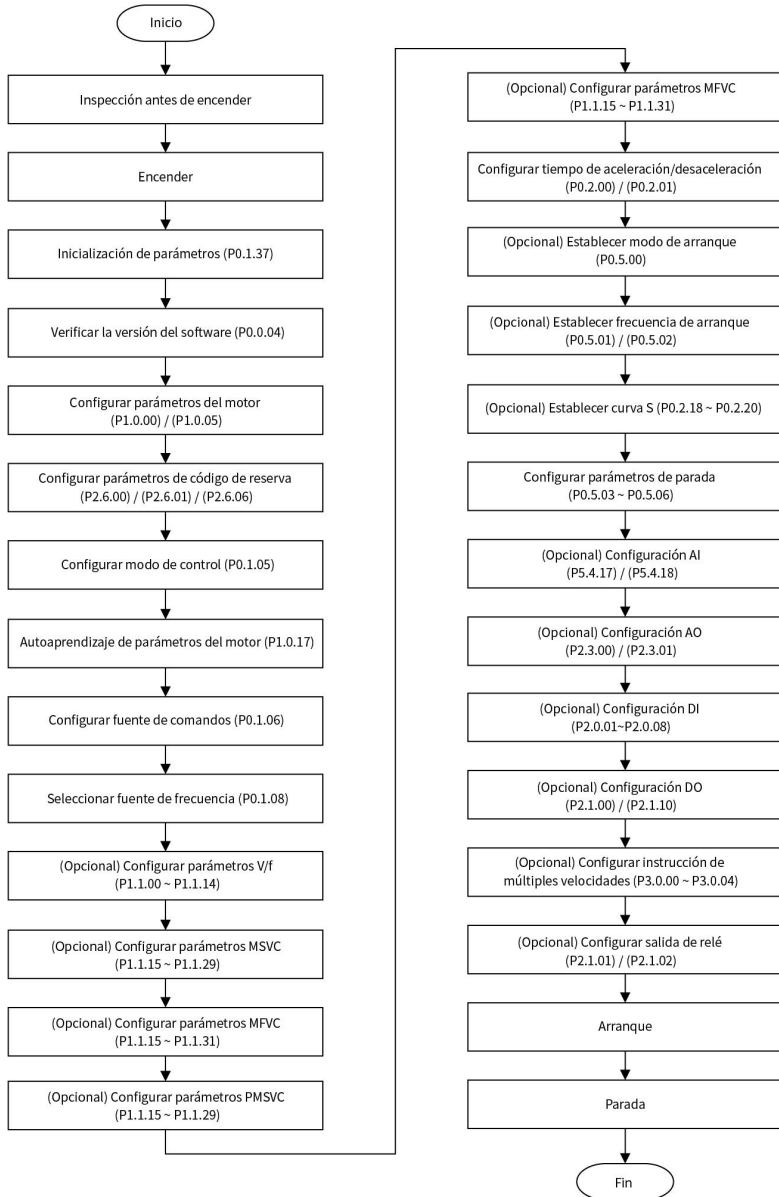 Inicio
Inspección antes de encender
Encender
Inicialización de parámetros (P0.1.37)
Verificar la versión del software (P0.0.04)
Configurar parámetros del motor
(P1.0.00) / (P1.0.05)
Configurar parámetros de código de reserva
(P2.6.00) / (P2.6.01) / (P2.6.06)
Configurar modo de control (P0.1.05)
Autoaprendizaje de parámetros del motor (P1.0.17)
Configurar fuente de comandos (P0.1.06)
Seleccionar fuente de frecuencia (P0.1.08)
(Opcional) Configurar parámetros V/f
(P1.1.00 ~ P1.1.14)
(Opcional) Configurar parámetros MSVC
(P1.1.15 ~ P1.1.29)
(Opcional) Configurar parámetros MFVC
(P1.1.15 ~ P1.1.31)
(Opcional) Configurar parámetros PMSVC
(P1.1.15 ~ P1.1.29)
(Opcional) Configurar parámetros MFVC
(P1.1.15 ~ P1.1.31)
Configurar tiempo de aceleración/desaceleración
(P0.2.00) / (P0.2.01)
(Opcional) Establecer modo de arranque
(P0.5.00)
(Opcional) Establecer frecuencia de arranque
(P0.5.01) / (P0.5.02)
(Opcional) Establecer curva S (P0.2.18 ~ P0.2.20)
Configurar parámetros de parada
(P0.5.03 ~ P0.5.06)
(Opcional) Configuración AI
(P5.4.17) / (P5.4.18)
(Opcional) Configuración AO
(P2.3.00) / (P2.3.01)
(Opcional) Configuración DI
(P2.0.01~P2.0.08)
(Opcional) Configuración DO
(P2.1.00) / (P2.1.10)
(Opcional) Configurar instrucción de
múltiples velocidades (P3.0.00 ~ P3.0.04)
(Opcional) Configurar salida de relé
(P2.1.01) / (P2.1.02)
Arranque
Parada
Fin